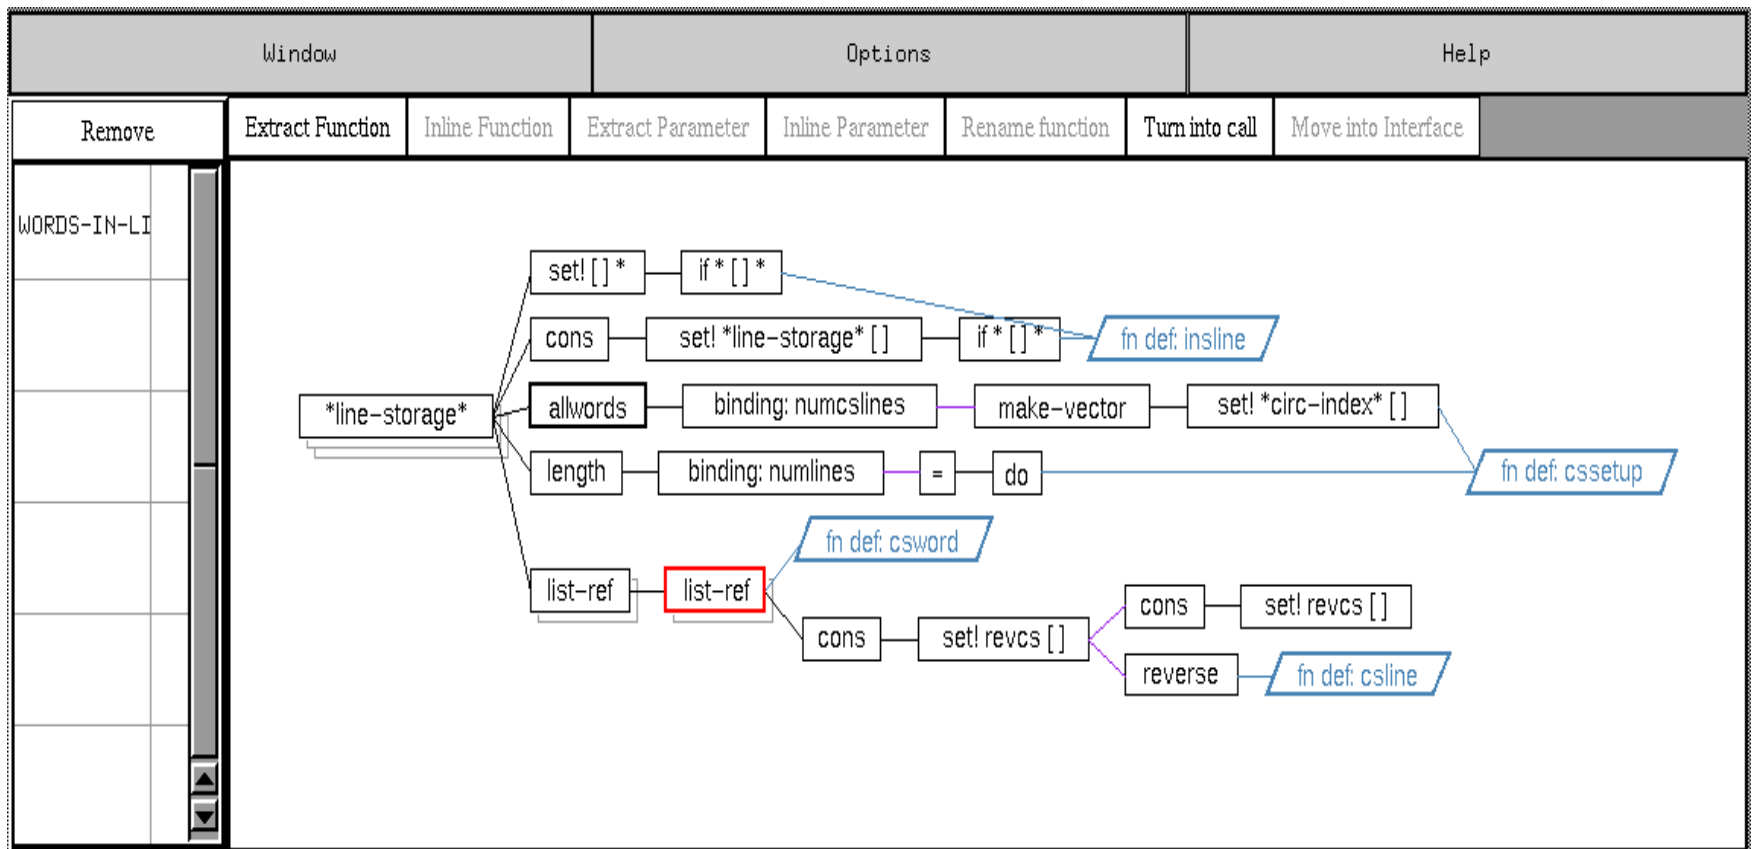 Window Options Help
Remove Extract Function Inline Function Extract Parameter Inline Parameter Rename function Turn into call Move into Interface
WORDS-IN-LI
set! [ ] * if * [ ] *
cons set! *line-storage* [ ] if * [ ] * fn def: insline
*line-storage* allwords binding: numcslines make-vector set! *circ-index* [ ]
length binding: numlines = do fn def: cssetup
fn def: csword
list-ref list-ref
cons set! revcs [ ]
cons set! revcs [ ]
reverse fn def: csline